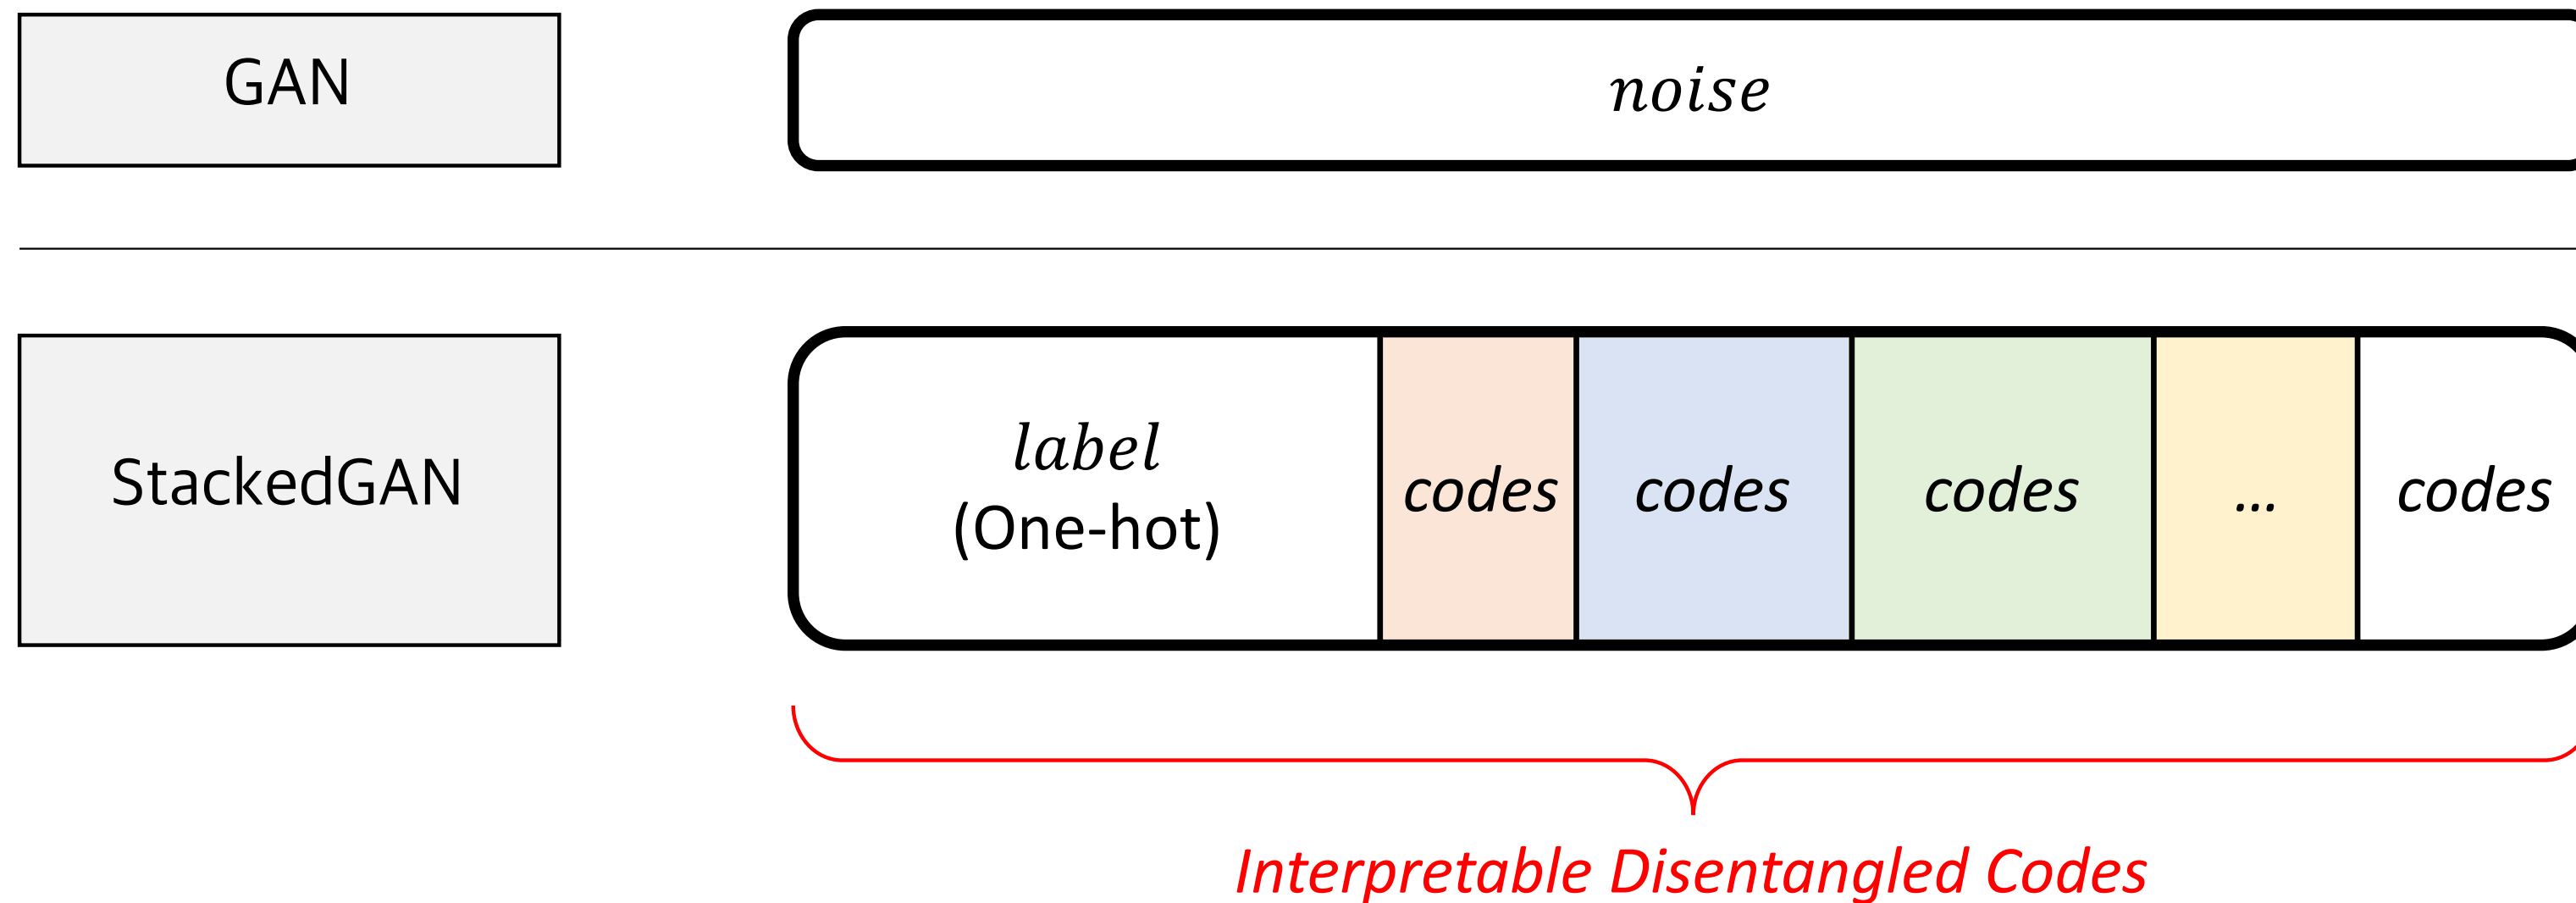 GAN
noise
StackedGAN
label
(One-hot)
codes
codes
codes
...
codes
Interpretable Disentangled Codes